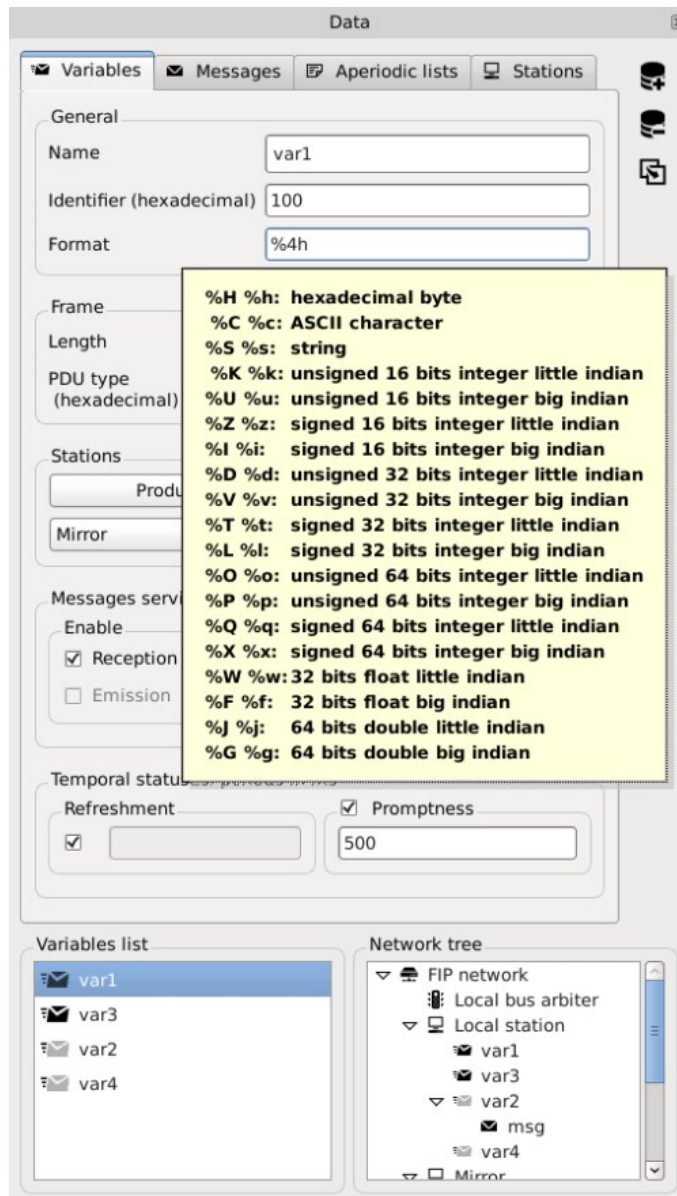 Data
Variables Messages Aperiodic lists Stations
General
Name var1
Identifier (hexadecimal) 100
Format %4h
%H %h: hexadecimal byte
%C %c: ASCII character
%S %s: string
%K %k: unsigned 16 bits integer little indian
%U %u: unsigned 16 bits integer big indian
%Z %z: signed 16 bits integer little indian
%I %i: signed 16 bits integer big indian
%D %d: unsigned 32 bits integer little indian
%V %v: unsigned 32 bits integer big indian
%T %t: signed 32 bits integer little indian
%L %l: signed 32 bits integer big indian
%O %o: unsigned 64 bits integer little indian
%P %p: unsigned 64 bits integer big indian
%Q %q: signed 64 bits integer little indian
%X %x: signed 64 bits integer big indian
%W %w: 32 bits float little indian
%F %f: 32 bits float big indian
%J %j: 64 bits double little indian
%G %g: 64 bits double big indian
Frame
Length
PDU type
(hexadecimal)
Stations
Produ
Mirror
Messages servi
Enable
Reception
Emission
Temporal
Refreshment Promptness
500
Variables list
var1
var3
var2
var4
Network tree
FIP network
Local bus arbiter
Local station
var1
var3
var2
msg
var4
Mirror